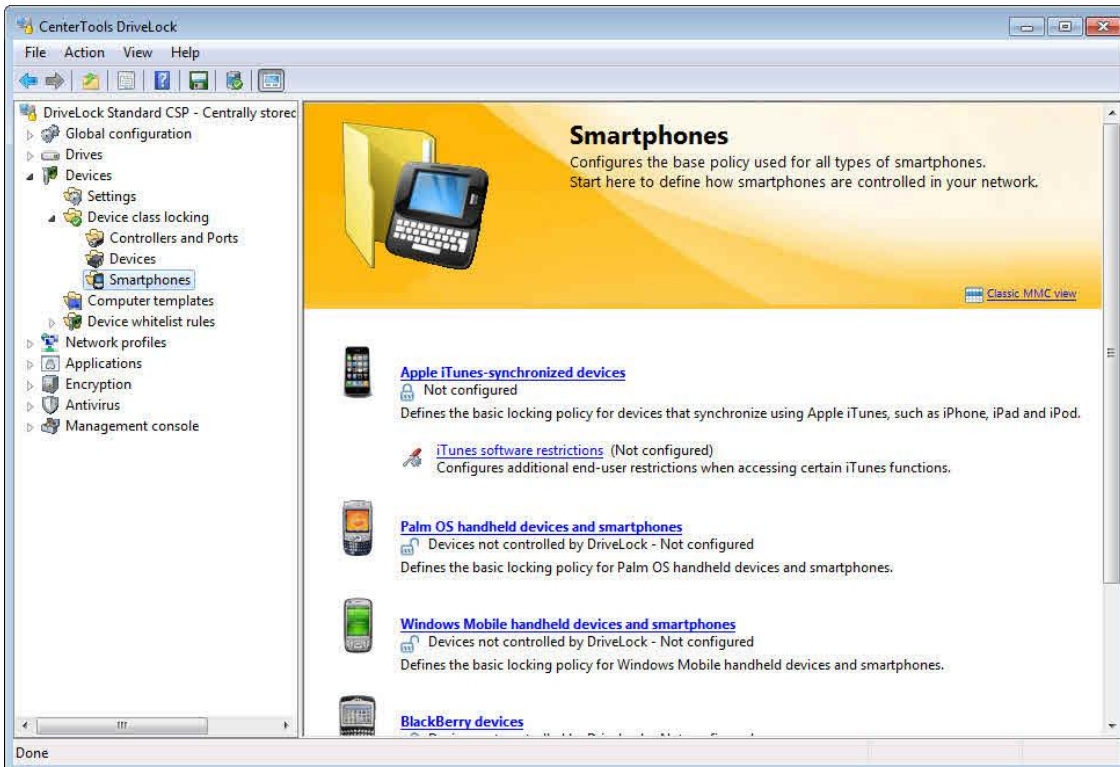 CenterTools DriveLock
File Action View Help
DriveLock Standard CSP - Centrally stored
Global configuration
Drives
Devices
Settings
Device class locking
Controllers and Ports
Devices
Smartphones
Computer templates
Device whitelist rules
Network profiles
Applications
Encryption
Antivirus
Management console
Smartphones
Configures the base policy used for all types of smartphones.
Start here to define how smartphones are controlled in your network.
Classic MMC view
Apple iTunes-synchronized devices
Not configured
Defines the basic locking policy for devices that synchronize using Apple iTunes, such as iPhone, iPad and iPod.
iTunes software restrictions (Not configured)
Configures additional end-user restrictions when accessing certain iTunes functions.
Palm OS handheld devices and smartphones
Devices not controlled by DriveLock - Not configured
Defines the basic locking policy for Palm OS handheld devices and smartphones.
Windows Mobile handheld devices and smartphones
Devices not controlled by DriveLock - Not configured
Defines the basic locking policy for Windows Mobile handheld devices and smartphones.
BlackBerry devices
Done